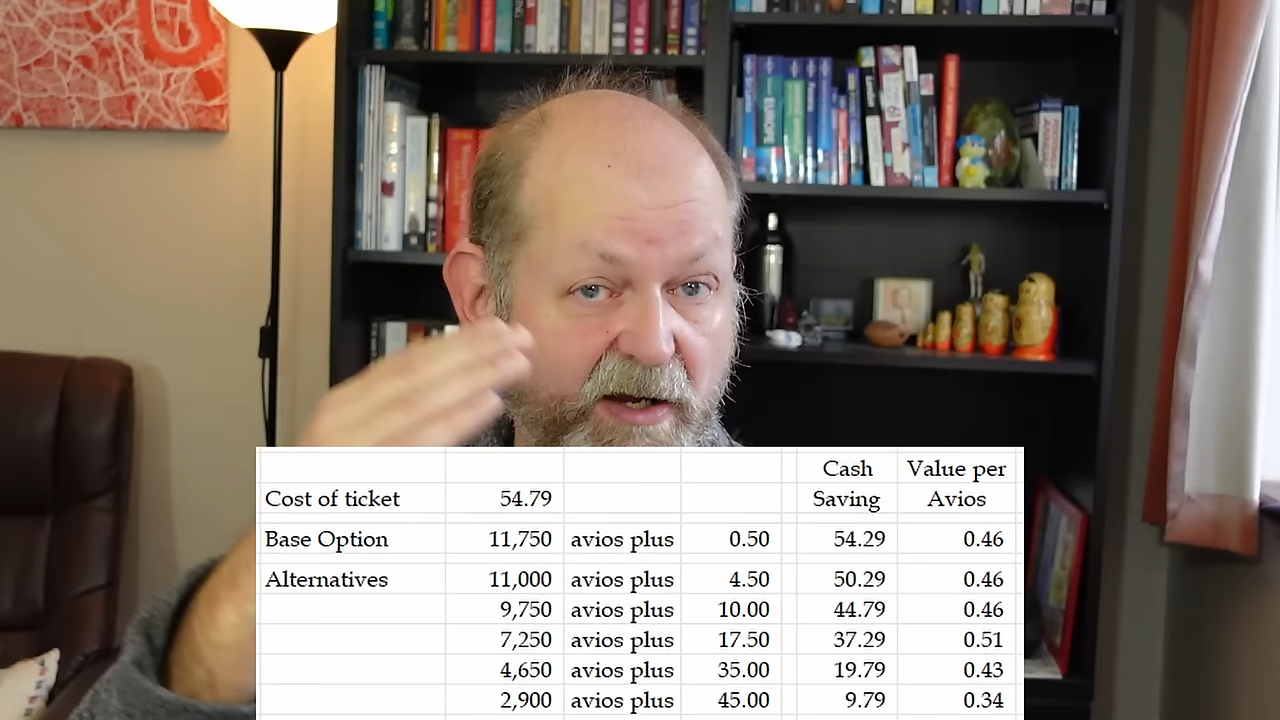 Cash Value per
Cost of ticket 54.79 Saving Avios
Base Option 11,750 avios plus 0.50 54.29 0.46
Alternatives 11,000 avios plus 4.50 50.29 0.46
9,750 avios plus 10.00 44.79 0.46
7,250 avios plus 17.50 37.29 0.51
4,650 avios plus 35.00 19.79 0.43
2,900 avios plus 45.00 9.79 0.34